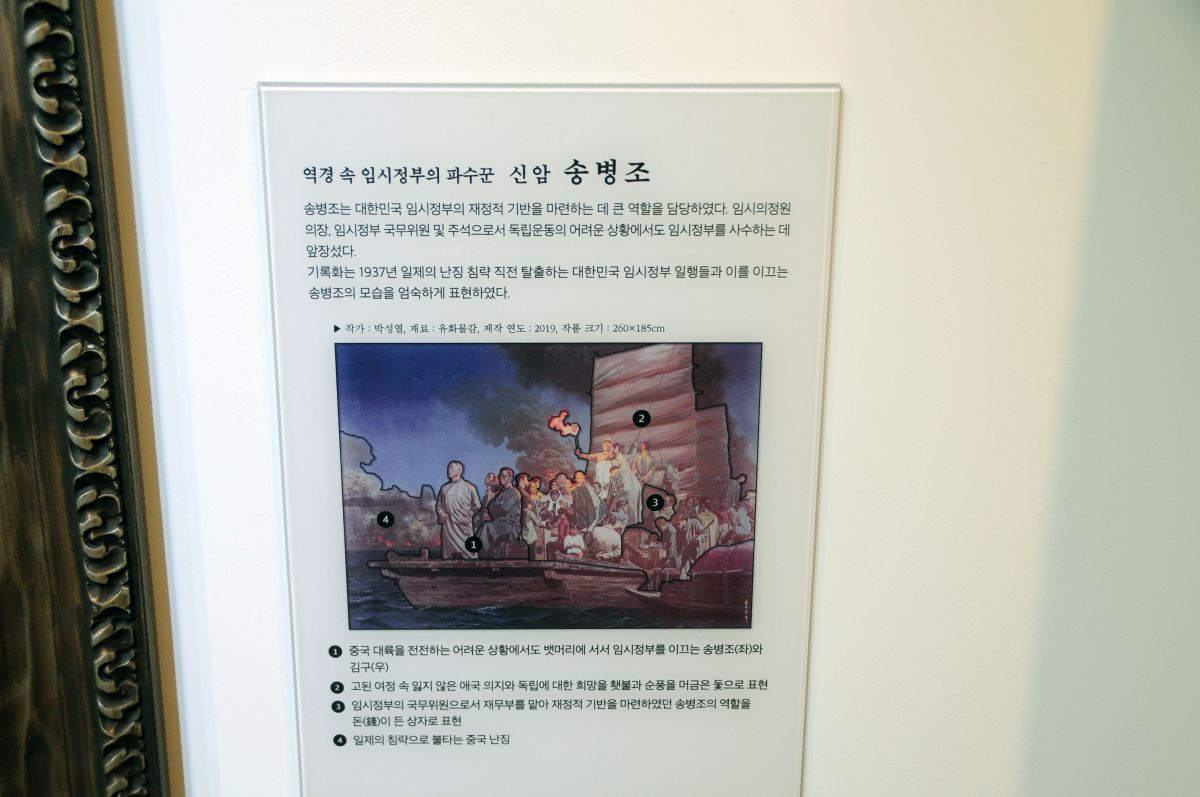 역경 속 임시정부의 파수꾼 신암 송병조
송병조는 대한민국 임시정부의 재정적 기반을 마련하는 데 큰 역할을 담당하였다. 임시의정원
의장, 임시정부 국무위원 및 주석으로서 독립운동의 어려운 상황에서도 임시정부를 사수하는 데
앞장섰다.
기록화는 1937년 일제의 난징 침략 직전 탈출하는 대한민국 임시정부 일행들과 이를 이끄는
송병조의 모습을 엄숙하게 표현하였다.
▶ 작가 : 박성열, 재료 : 유화물감, 제작 연도 : 2019, 작품 크기 : 260×185cm
2
3
4
1
1 중국 대륙을 전전하는 어려운 상황에서도 뱃머리에 서서 임시정부를 이끄는 송병조(좌)와
김구(우)
2 고된 여정 속 잃지 않은 애국 의지와 독립에 대한 희망을 횃불과 순풍을 머금은 돛으로 표현
3 임시정부의 국무위원으로서 재무부를 맡아 재정적 기반을 마련하였던 송병조의 역할을
돈(錢)이 든 상자로 표현
4 일제의 침략으로 불타는 중국 난징